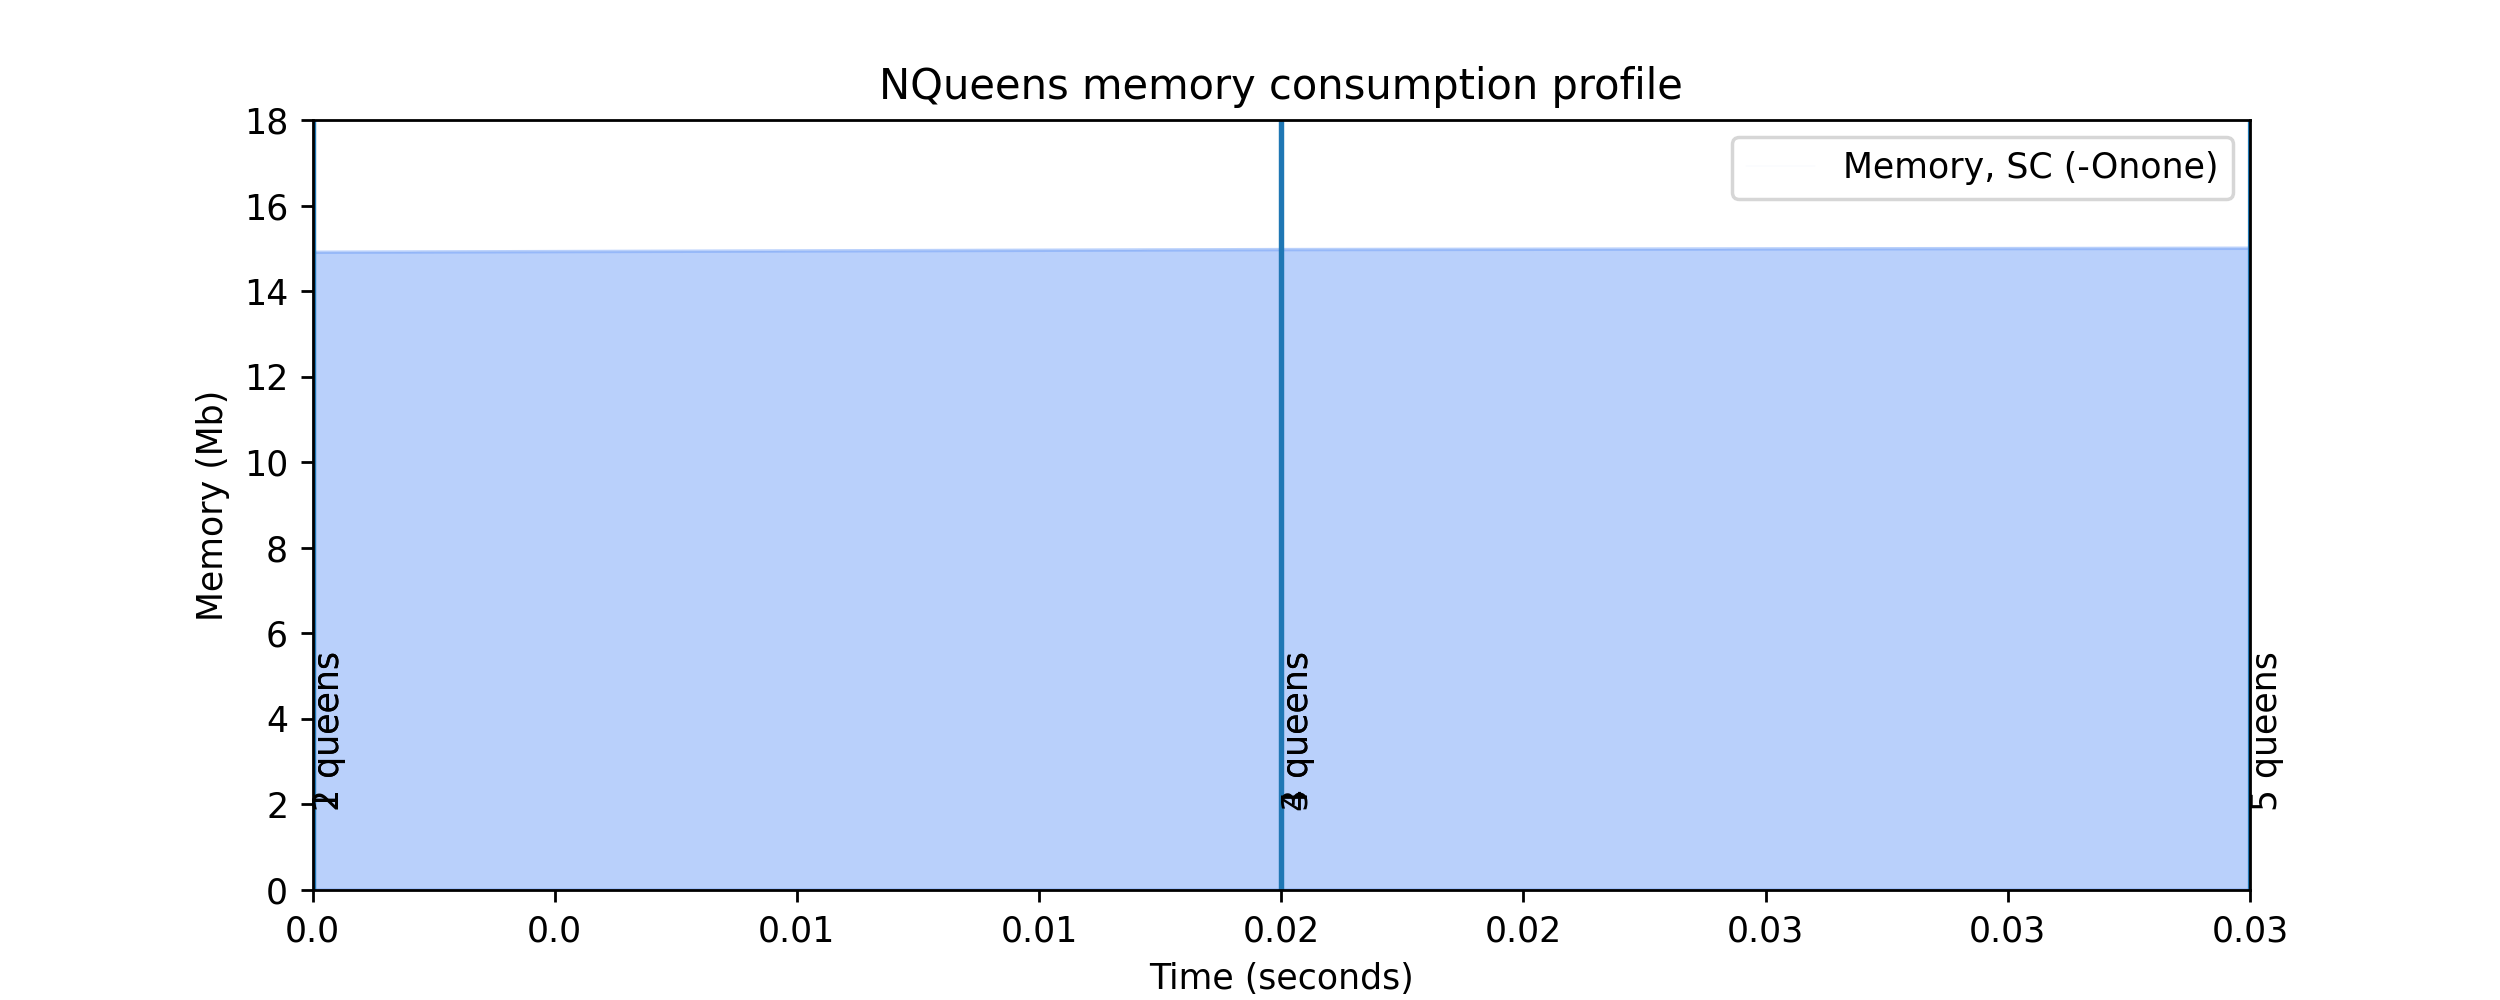 NQueens memory consumption profile
Memory, SC (-Onone)
Memory (Mb)
18
16
14
12
10
8
6
4
2
0
queens
queens
5 queens
0.0 0.0 0.01 0.01 0.02 0.02 0.03 0.03 0.03
Time (seconds)